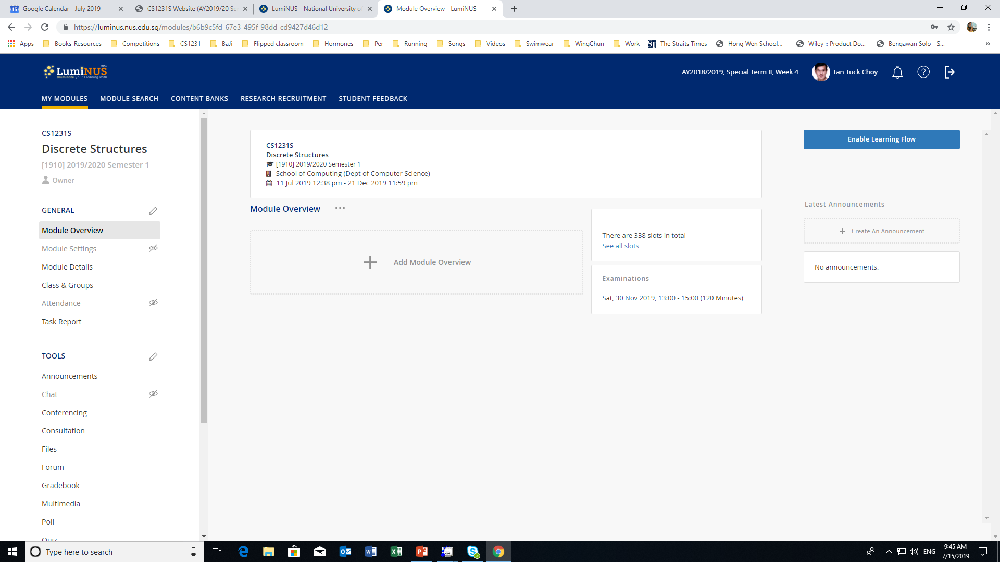 Google Calendar - July 2019
CS1231S Website (AY2019/20 Se
LumiNUS - National University of
Module Overview - LumiNUS
https://luminus.nus.edu.sg/modules/b6b9c5fd-67e3-495f-98dd-cd9427d46d12
Apps Books-Resources Competitions CS1231 BaJi Flipped classroom Hormones Per Running Songs Videos Swimwear WingChun Work The Straits Times Hong Wen School... Wiley :: Product Do... Bengawan Solo - S...
LumiNUS BETA
Illuminate your Learning Path
AY2018/2019, Special Term II, Week 4 Tan Tuck Choy
MY MODULES MODULE SEARCH CONTENT BANKS RESEARCH RECRUITMENT STUDENT FEEDBACK
CS1231S
Discrete Structures
[1910] 2019/2020 Semester 1
Owner
GENERAL
Module Overview
Module Settings
Module Details
Class & Groups
Attendance
Task Report
TOOLS
Announcements
Chat
Conferencing
Consultation
Files
Forum
Gradebook
Multimedia
Poll
Quiz
CS1231S
Discrete Structures
[1910] 2019/2020 Semester 1
School of Computing (Dept of Computer Science)
11 Jul 2019 12:38 pm - 21 Dec 2019 11:59 pm
Module Overview
Add Module Overview
There are 338 slots in total
See all slots
Examinations
Sat, 30 Nov 2019, 13:00 - 15:00 (120 Minutes)
Enable Learning Flow
Latest Announcements
Create An Announcement
No announcements.
Type here to search
ENG
9:45 AM
7/15/2019